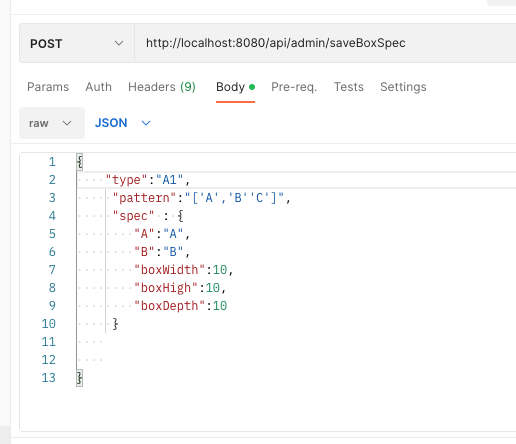 POST http://localhost:8080/api/admin/saveBoxSpec
Params Auth Headers (9) Body Pre-req. Tests Settings
raw JSON
1 {
2 "type":"A1",
3 "pattern":"['A','B''C']",
4 "spec" : {
5 "A":"A",
6 "B":"B",
7 "boxWidth":10,
8 "boxHigh":10,
9 "boxDepth":10
10 }
11
12
13 }